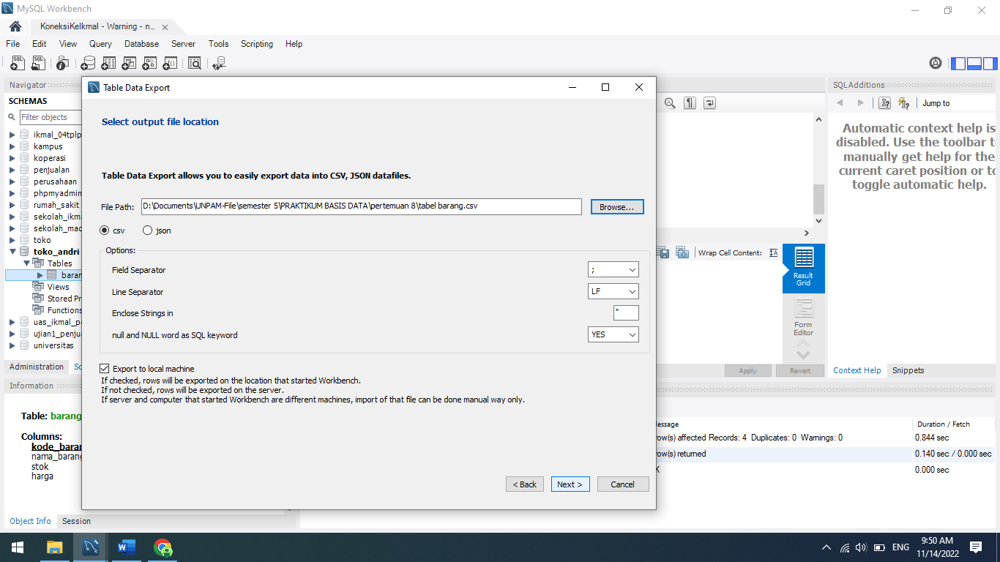 MySQL Workbench
KoneksiKelkmal - Warning - n...
File Edit View Query Database Server Tools Scripting Help
Navigator
SCHEMAS
Filter objects
ikmal_04tplp
kampus
koperasi
penjualan
perusahaan
phpmyadmin
rumah_sakit
sekolah_ikma
sekolah_mad
toko
toko_andri
Tables
baran
Views
Stored Pr
Functions
uas_ikmal_p
ujian1_penjua
universitas
Administration Sc
Information
Table: barang
Columns:
kode_baran
nama_barang
stok
harga
Object Info Session
Table Data Export
Select output file location
Table Data Export allows you to easily export data into CSV, JSON datafiles.
File Path: D:\Documents\UNPAM-File\semester 5\PRAKTIKUM BASIS DATA\pertemuan 8\tabel barang.csv Browse...
csv json
Options:
Field Separator ;
Line Separator LF
Enclose Strings in "
null and NULL word as SQL keyword YES
Export to local machine
If checked, rows will be exported on the location that started Workbench.
If not checked, rows will be exported on the server.
If server and computer that started Workbench are different machines, import of that file can be done manual way only.
< Back Next > Cancel
Wrap Cell Content:
Result
Grid
Form
Editor
Apply Revert
SQLAdditions
Jump to
Automatic context help is
disabled. Use the toolbar t
manually get help for the
current caret position or to
toggle automatic help.
Context Help Snippets
essage Duration / Fetch
row(s) affected Records: 4 Duplicates: 0 Warnings: 0 0.844 sec
row(s) returned 0.140 sec / 0.000 sec
K 0.000 sec
ENG
9:50 AM
11/14/2022